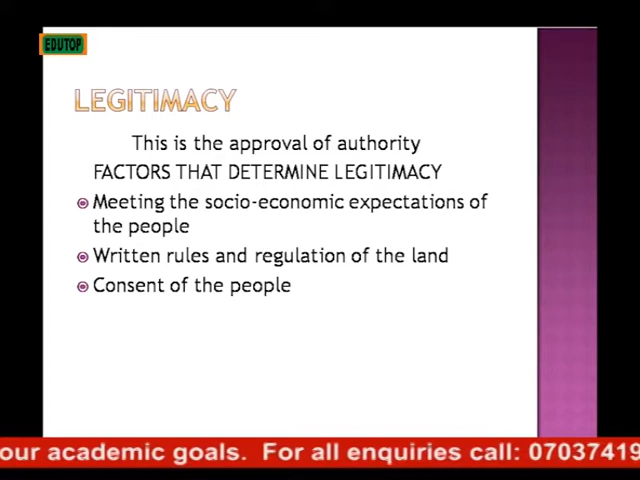 EDUTOP
LEGITIMACY
This is the approval of authority
FACTORS THAT DETERMINE LEGITIMACY
Meeting the socio-economic expectations of
the people
Written rules and regulation of the land
Consent of the people
our academic goals. For all enquiries call: 07037419